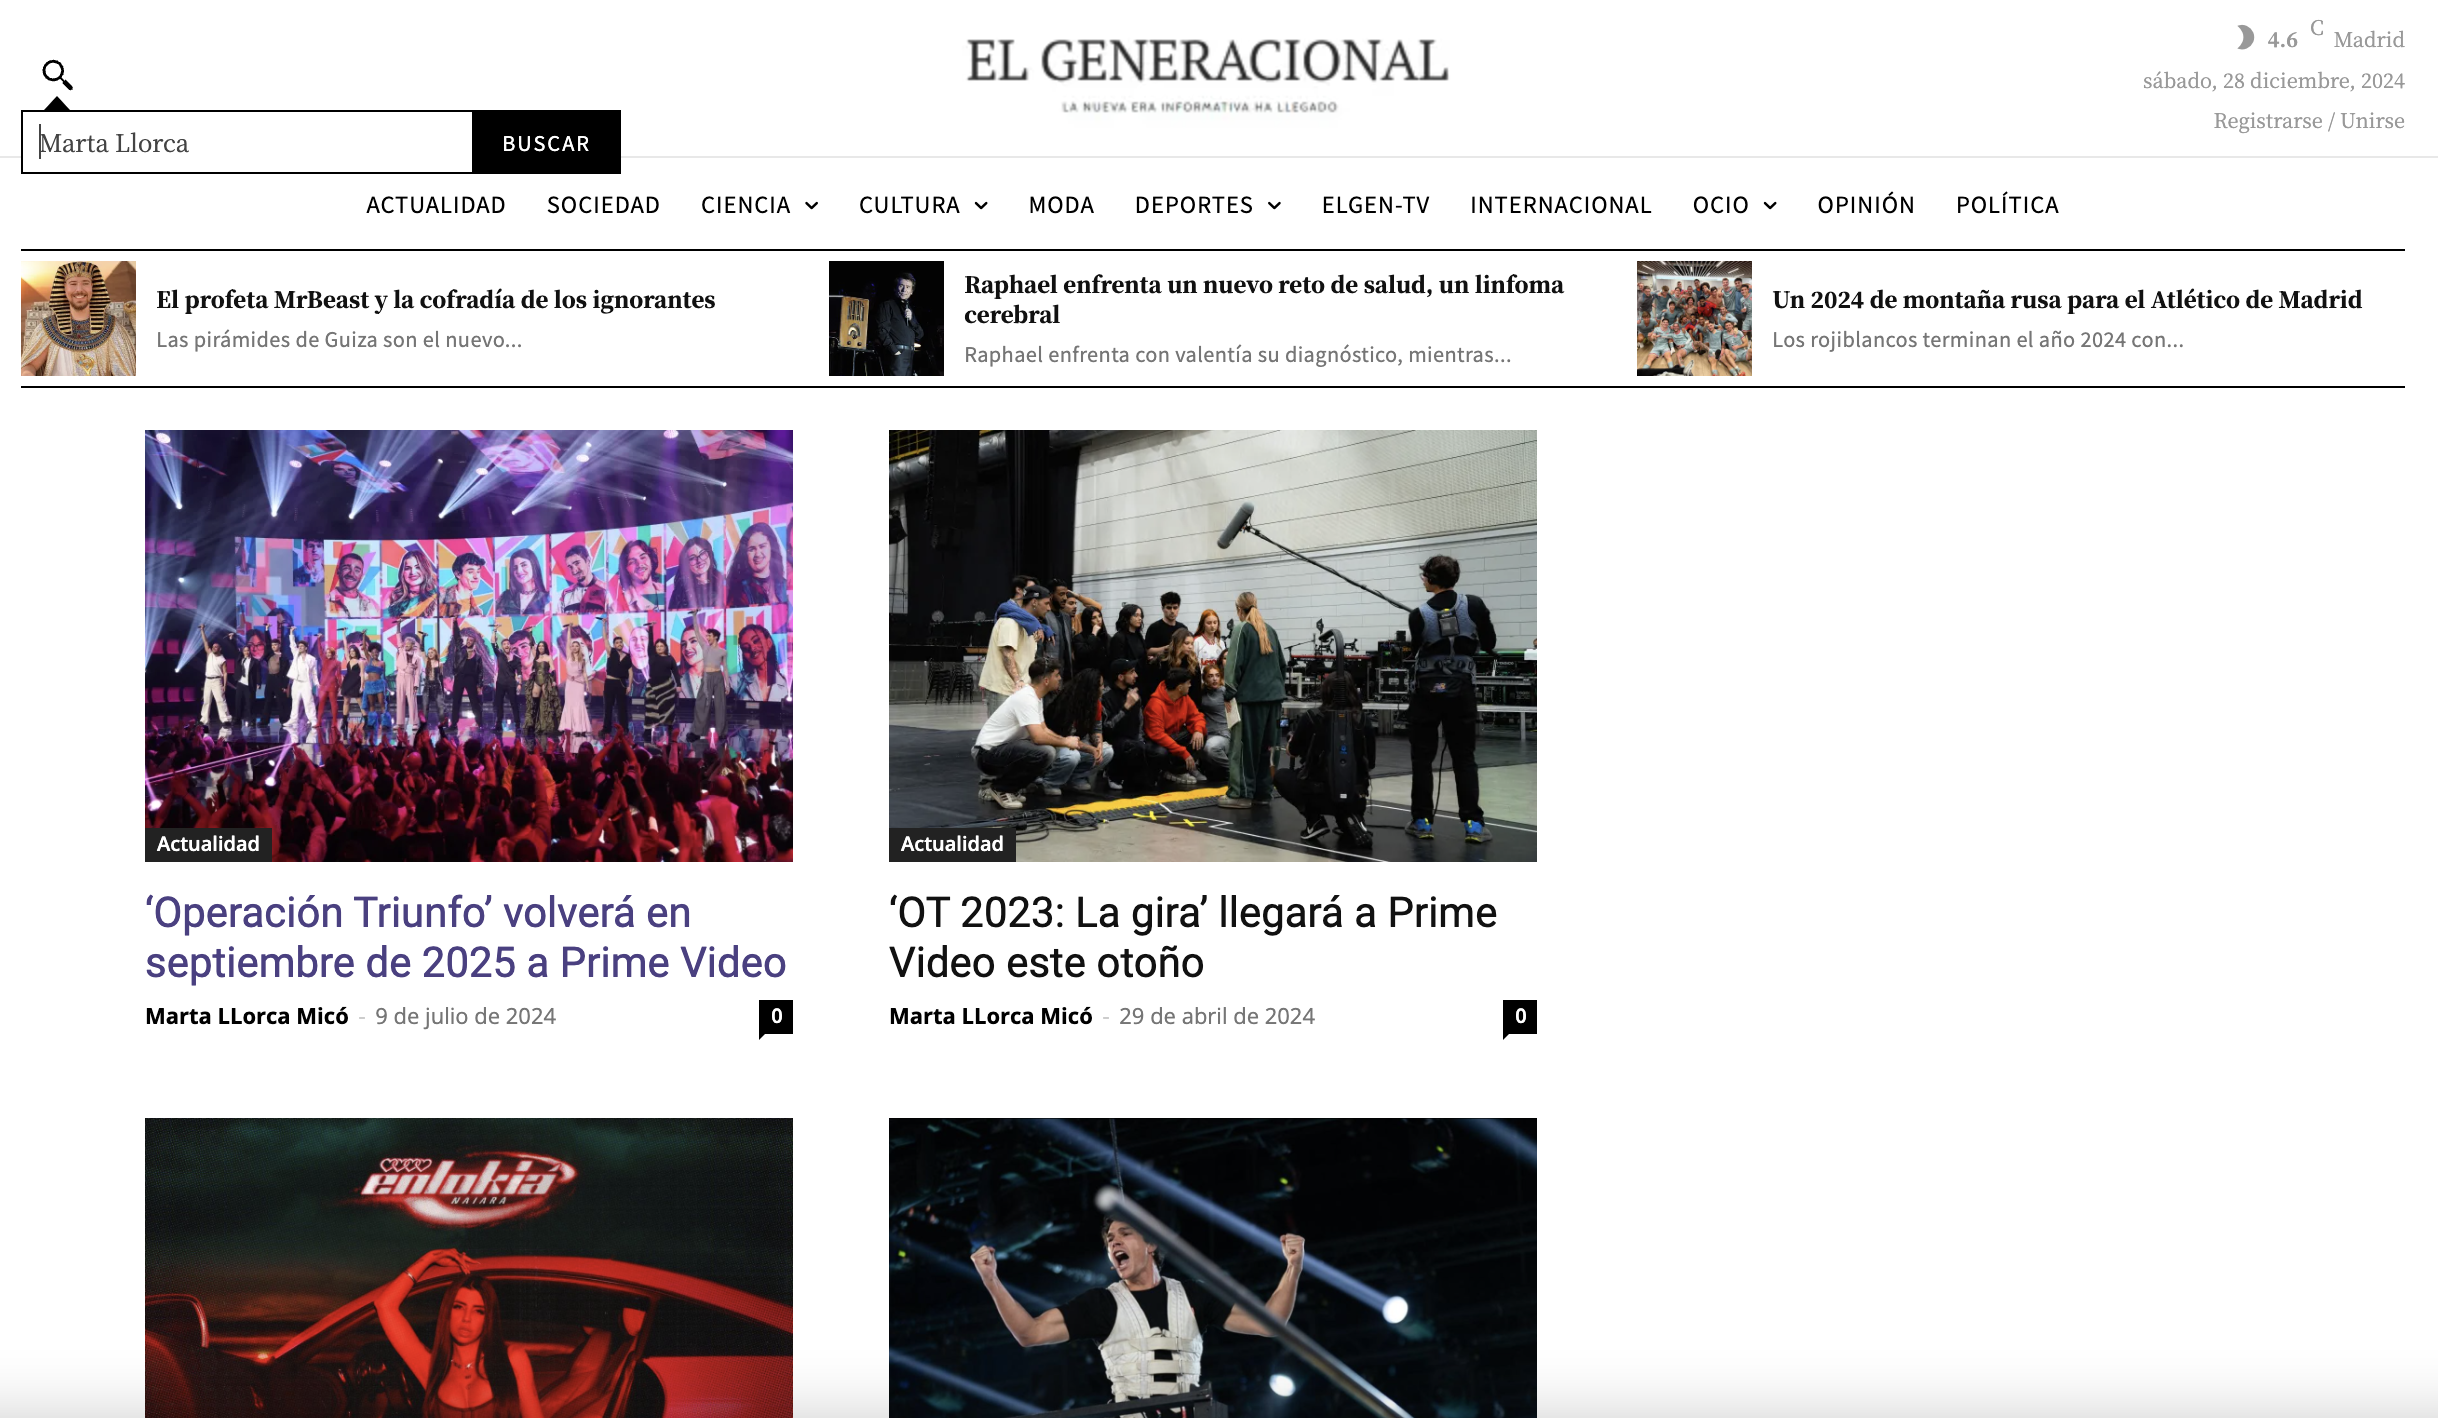 EL GENERACIONAL
LA NUEVA ERA INFORMATIVA HA LLEGADO
4.6 C Madrid
sábado, 28 diciembre, 2024
Registrarse / Unirse
Marta Llorca
BUSCAR
ACTUALIDAD SOCIEDAD CIENCIA CULTURA MODA DEPORTES ELGEN-TV INTERNACIONAL OCIO OPINIÓN POLÍTICA
El profeta MrBeast y la cofradía de los ignorantes
Las pirámides de Guiza son el nuevo...
Raphael enfrenta un nuevo reto de salud, un linfoma
cerebral
Raphael enfrenta con valentía su diagnóstico, mientras...
Un 2024 de montaña rusa para el Atlético de Madrid
Los rojiblancos terminan el año 2024 con...
Actualidad
‘Operación Triunfo’ volverá en
septiembre de 2025 a Prime Video
Marta LLorca Micó - 9 de julio de 2024
0
Actualidad
‘OT 2023: La gira’ llegará a Prime
Video este otoño
Marta LLorca Micó - 29 de abril de 2024
0
enlokiá
NAIARA